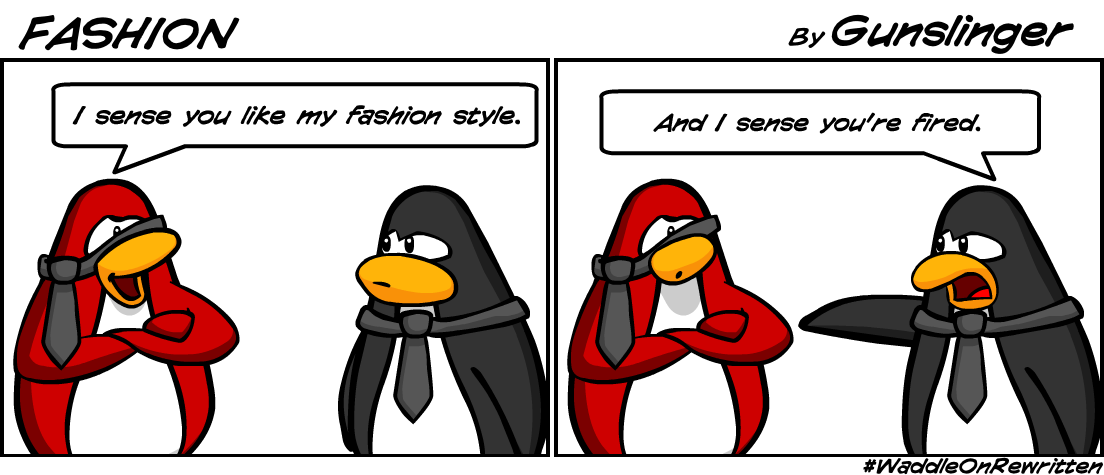 FASHION
By Gunslinger
I sense you like my fashion style.
And I sense you're fired.
#WaddleOnRewritten